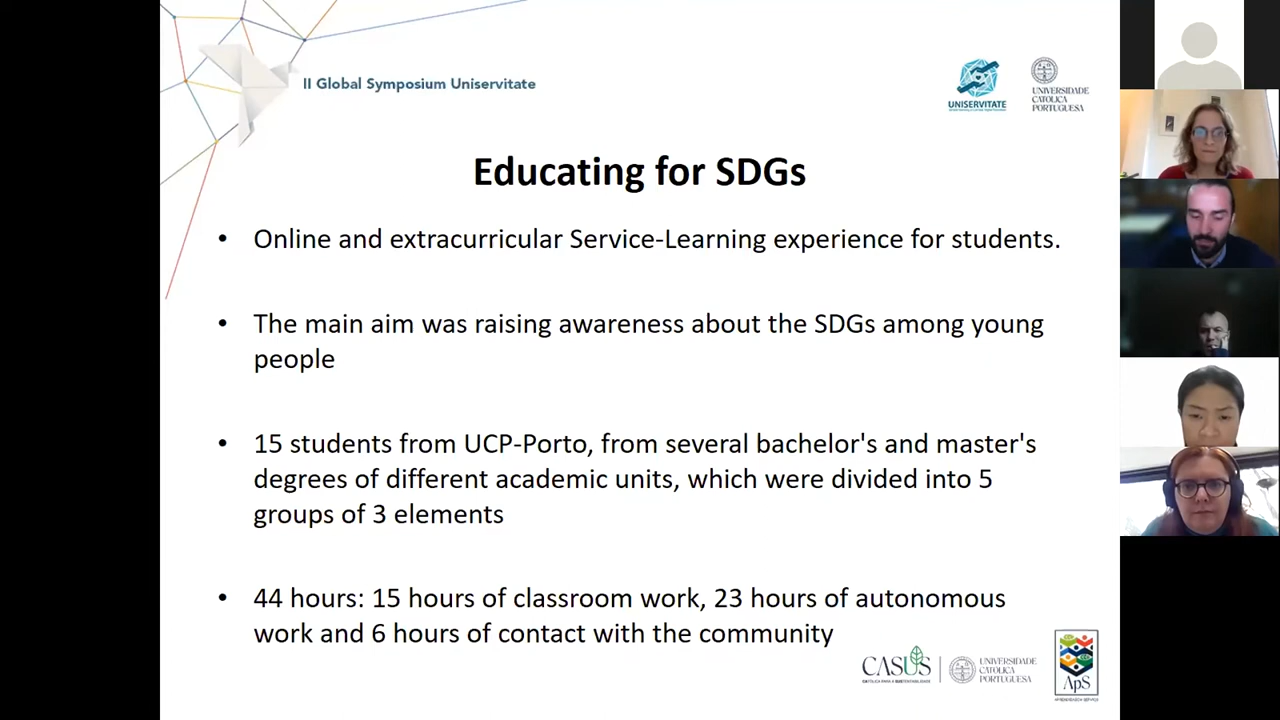 II Global Symposium Uniservitate
UNISERVITATE
UNIVERSIDADE
CATÓLICA
PORTUGUESA
Educating for SDGs
• Online and extracurricular Service-Learning experience for students.
• The main aim was raising awareness about the SDGs among young
people
• 15 students from UCP-Porto, from several bachelor's and master's
degrees of different academic units, which were divided into 5
groups of 3 elements
• 44 hours: 15 hours of classroom work, 23 hours of autonomous
work and 6 hours of contact with the community
CASUS
CATÓLICA PARA A SUSTENTABILIDADE
UNIVERSIDADE
CATÓLICA
PORTUGUESA
ApS